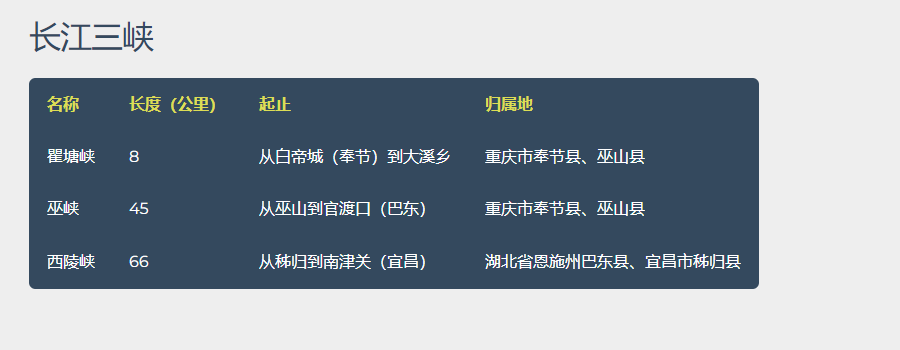 长江三峡
名称 长度（公里） 起止 归属地
瞿塘峡 8 从白帝城（奉节）到大溪乡 重庆市奉节县、巫山县
巫峡 45 从巫山到官渡口（巴东） 重庆市奉节县、巫山县
西陵峡 66 从秭归到南津关（宜昌） 湖北省恩施州巴东县、宜昌市秭归县